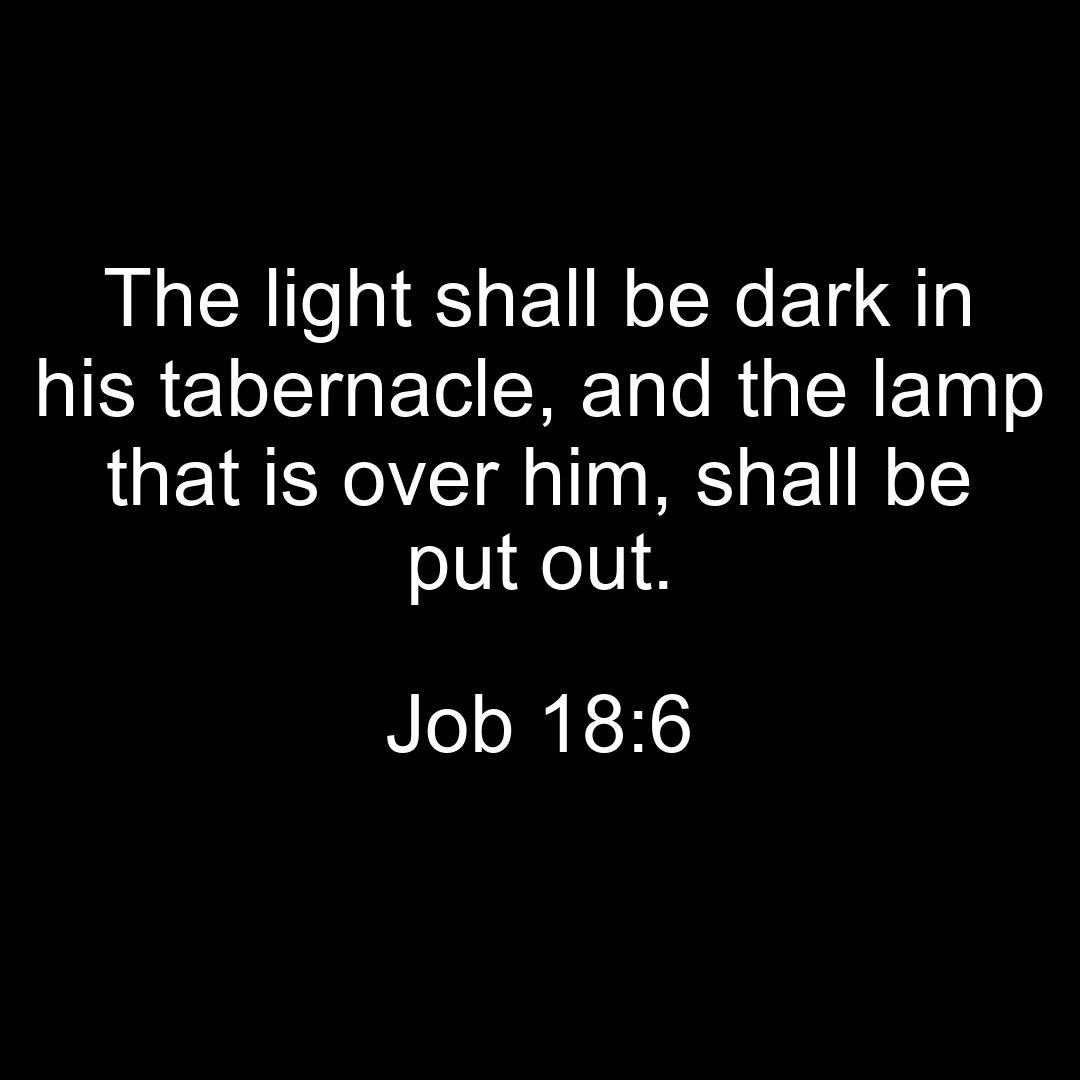 The light shall be dark in
his tabernacle, and the lamp
that is over him, shall be
put out.
Job 18:6